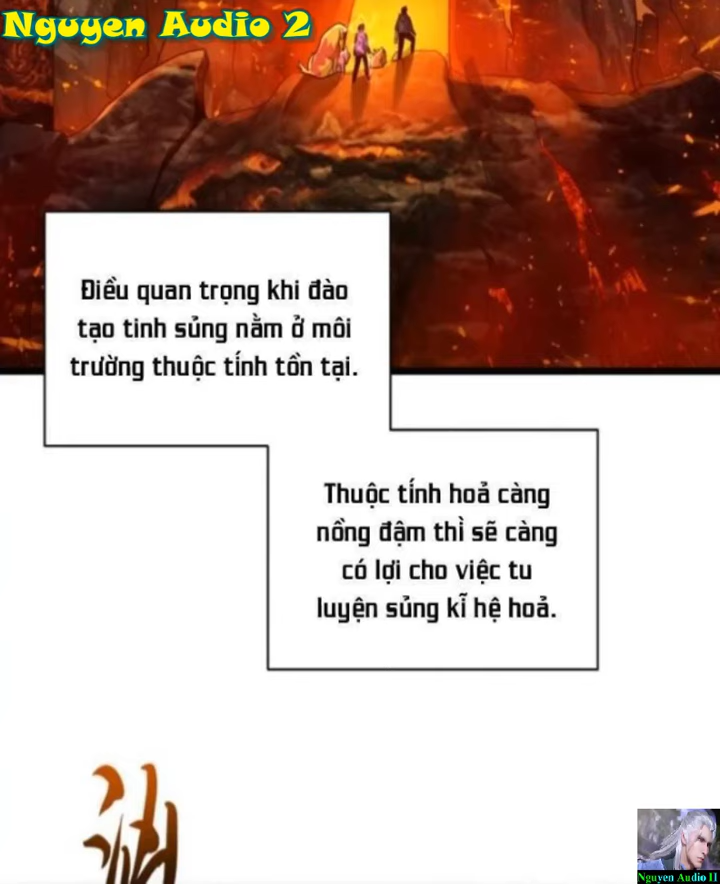 Nguyen Audio 2
Điều quan trọng khi đào
tạo tinh sủng nằm ở môi
trường thuộc tính tồn tại.
Thuộc tính hoả càng
nồng đậm thì sẽ càng
có lợi cho việc tu
luyện sủng kĩ hệ hoả.
Nguyen Audio II